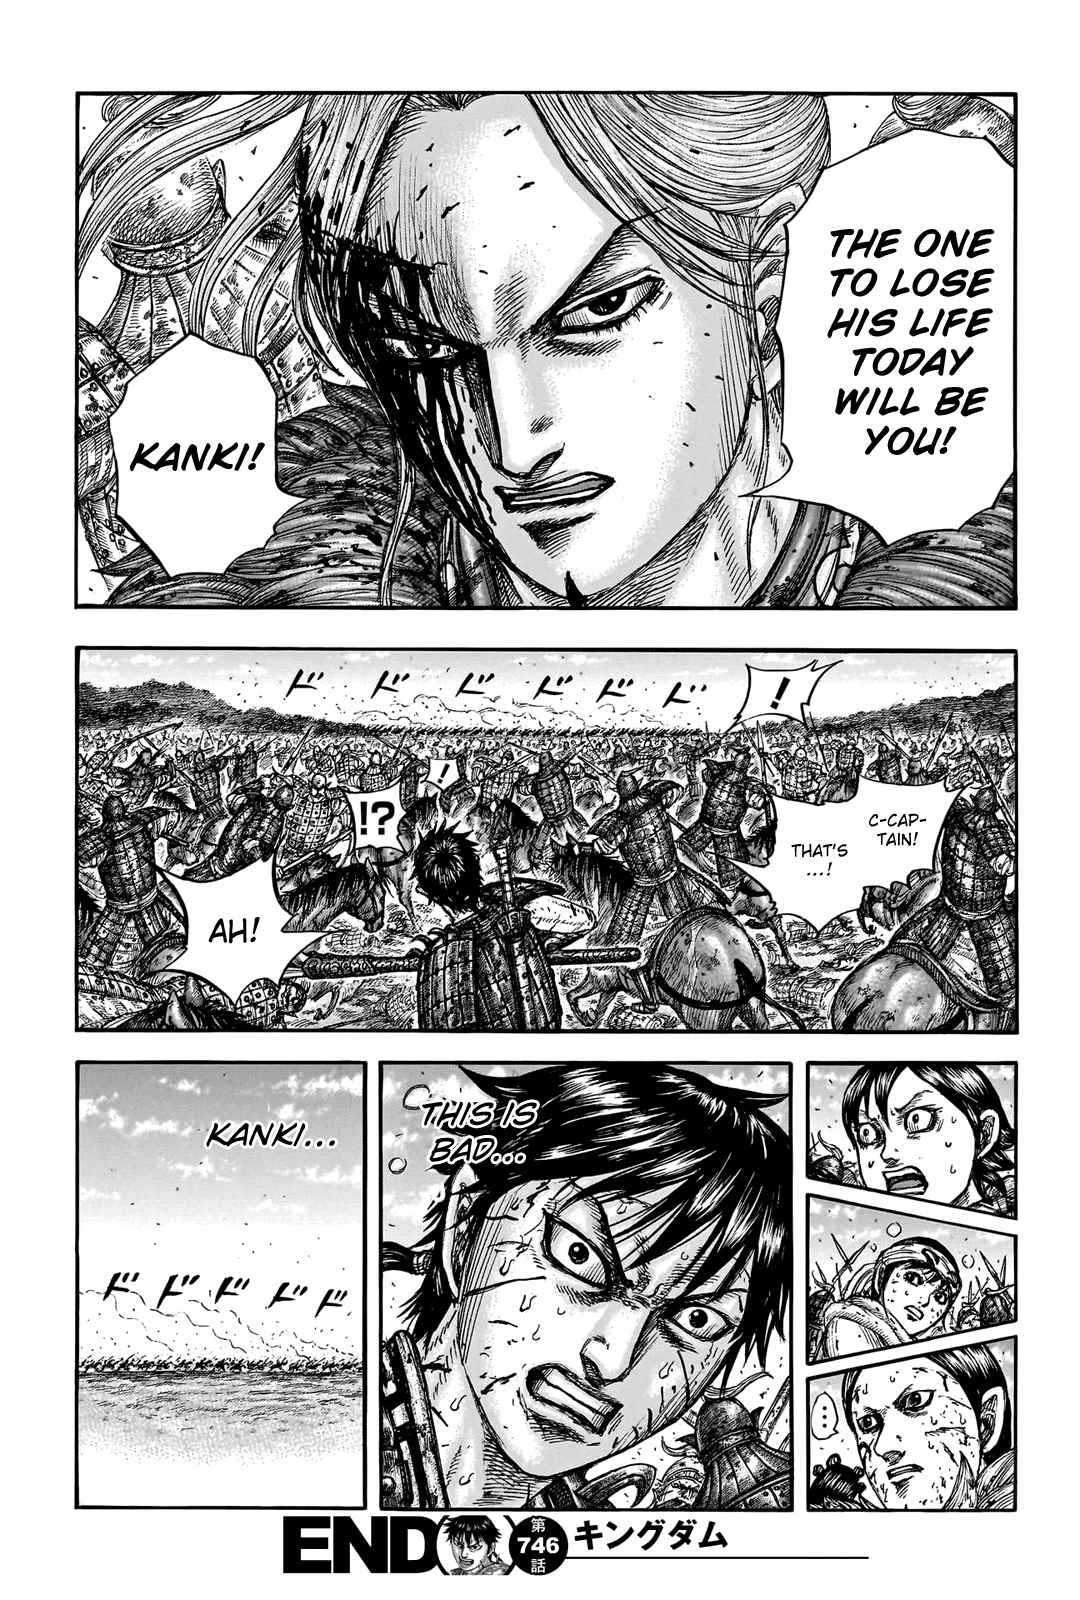 THE ONE
TO LOSE
HIS LIFE
TODAY
WILL BE
YOU!
KANKI!
ド ド ド ド ド ド
!
C-CAP-
TAIN!
THAT'S
...!
!
!?
AH!
THIS IS
BAD...
...
KANKI...
ド ド ド ド ド
END
第
746
話
キングダム